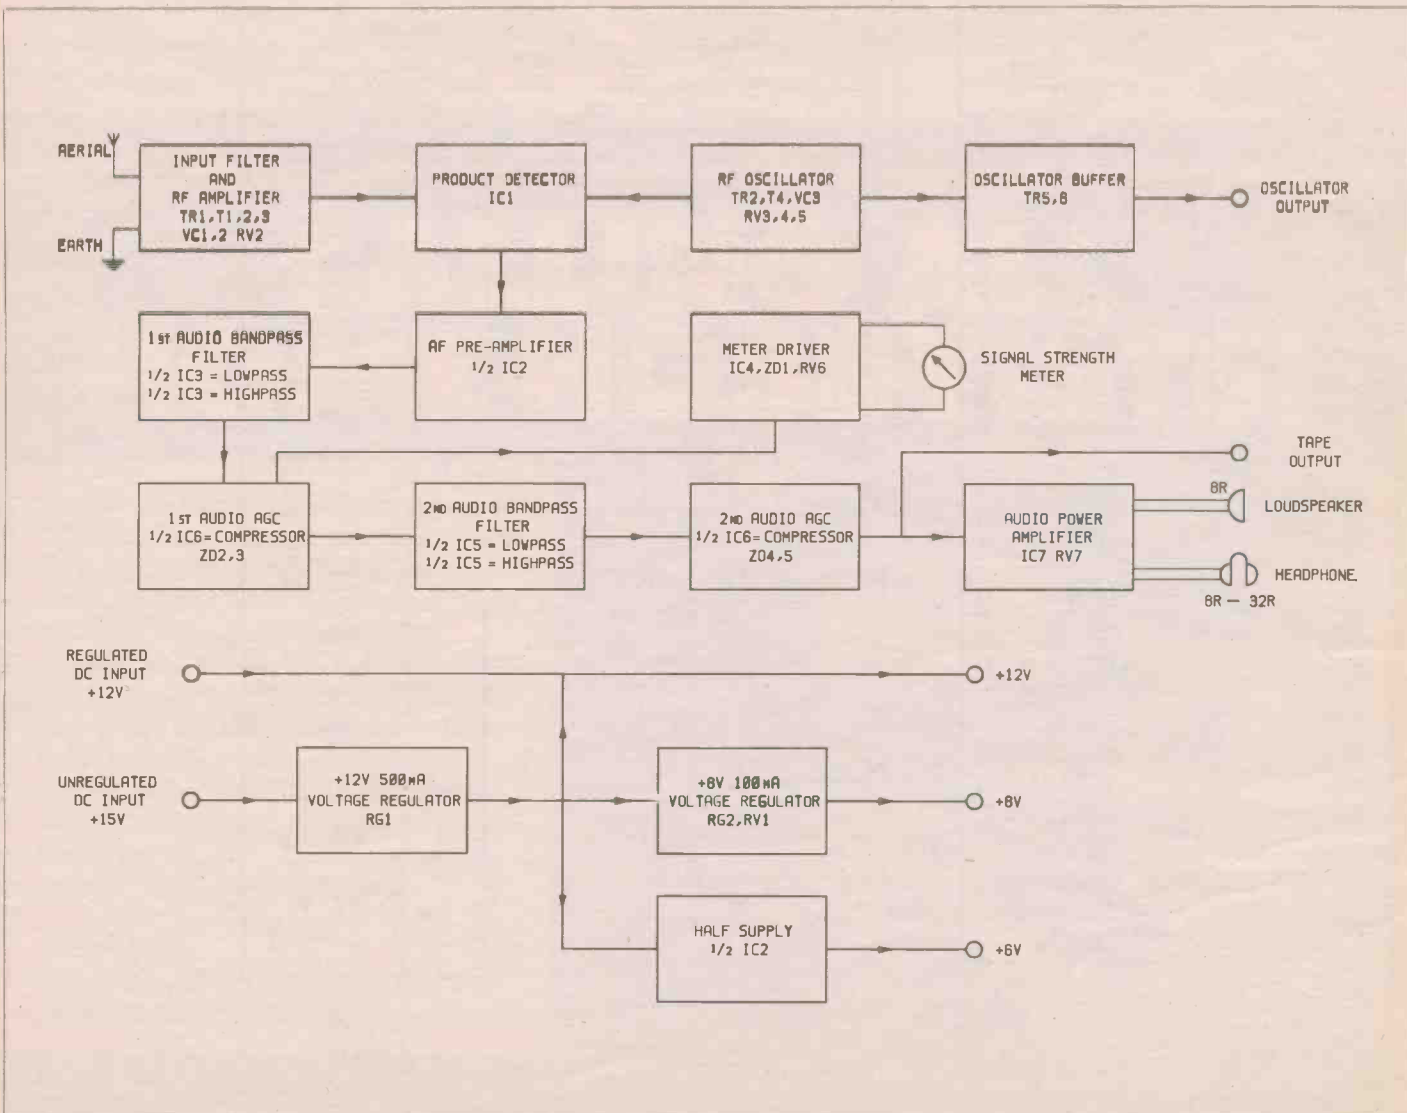 AERIAL
EARTH
INPUT FILTER
AND
RF AMPLIFIER
TR1,T1,2,3
VC1,2 RV2
PRODUCT DETECTOR
IC1
RF OSCILLATOR
TR2,T4,VC3
RV3,4,5
OSCILLATOR BUFFER
TR5,6
OSCILLATOR
OUTPUT
1ST AUDIO BANDPASS
FILTER
1/2 IC3 = LOWPASS
1/2 IC3 = HIGHPASS
AF PRE-AMPLIFIER
1/2 IC2
METER DRIVER
IC4,ZD1,RV6
SIGNAL STRENGTH
METER
1ST AUDIO AGC
1/2 IC6=COMPRESSOR
ZD2,3
2ND AUDIO BANDPASS
FILTER
1/2 IC5 = LOWPASS
1/2 IC5 = HIGHPASS
2ND AUDIO AGC
1/2 IC6=COMPRESSOR
ZD4,5
AUDIO POWER
AMPLIFIER
IC7 RV7
TAPE
OUTPUT
8R
LOUDSPEAKER
HEADPHONE
8R — 32R
REGULATED
DC INPUT
+12V
+12V
UNREGULATED
DC INPUT
+15V
+12V 500mA
VOLTAGE REGULATOR
RG1
+8V 100mA
VOLTAGE REGULATOR
RG2,RV1
+8V
HALF SUPPLY
1/2 IC2
+6V